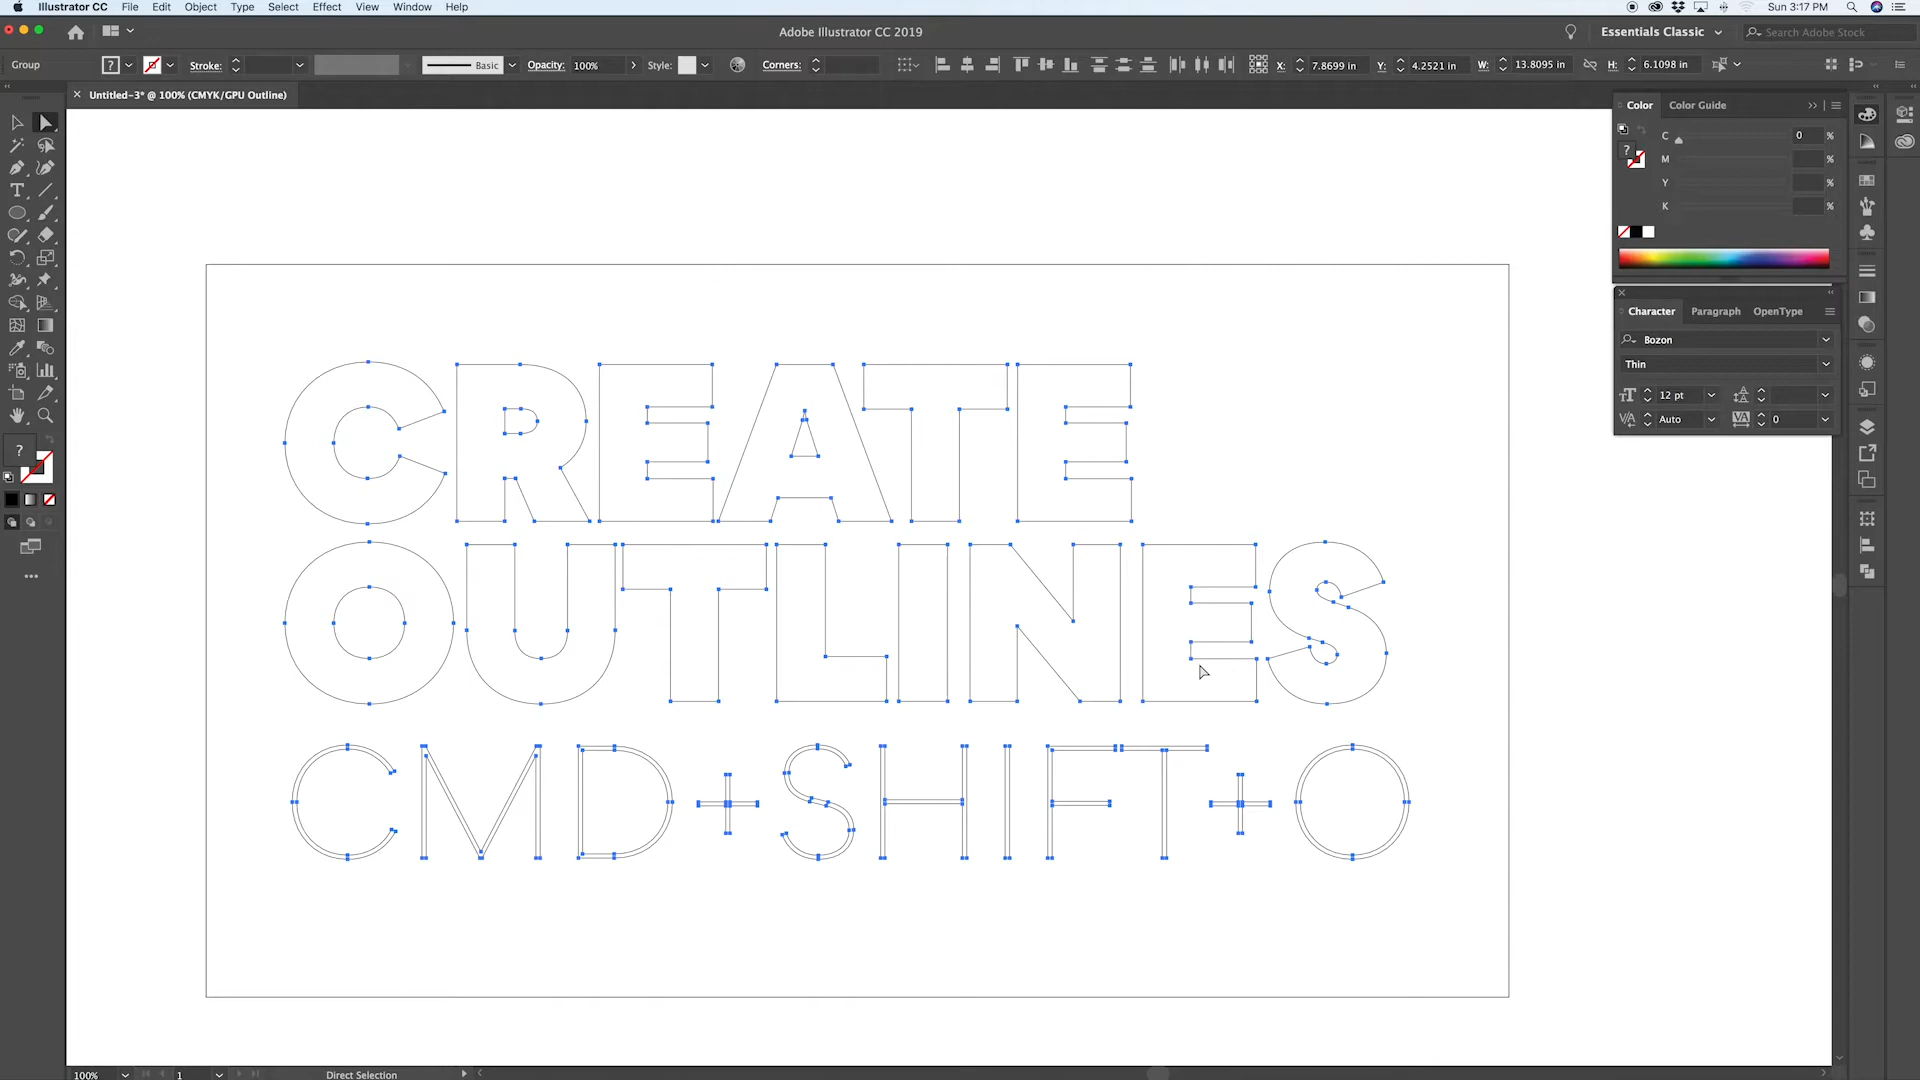 Illustrator CC File Edit Object Type Select Effect View Window Help Sun 3:17 PM
Adobe Illustrator CC 2019 Essentials Classic Search Adobe Stock
Group ? Stroke: Basic Opacity: 100% Style: Corners: X: 7.8699 in Y: 4.2521 in W: 13.8095 in H: 6.1098 in
Untitled-3* @ 100% (CMYK/GPU Outline)
Color Color Guide
C 0 %
?
M %
Y %
K %
Character Paragraph OpenType
Bozon
Thin
12 pt
Auto 0
?
CREATE
OUTLINES
CMD+SHIFT+O
100% 1 Direct Selection